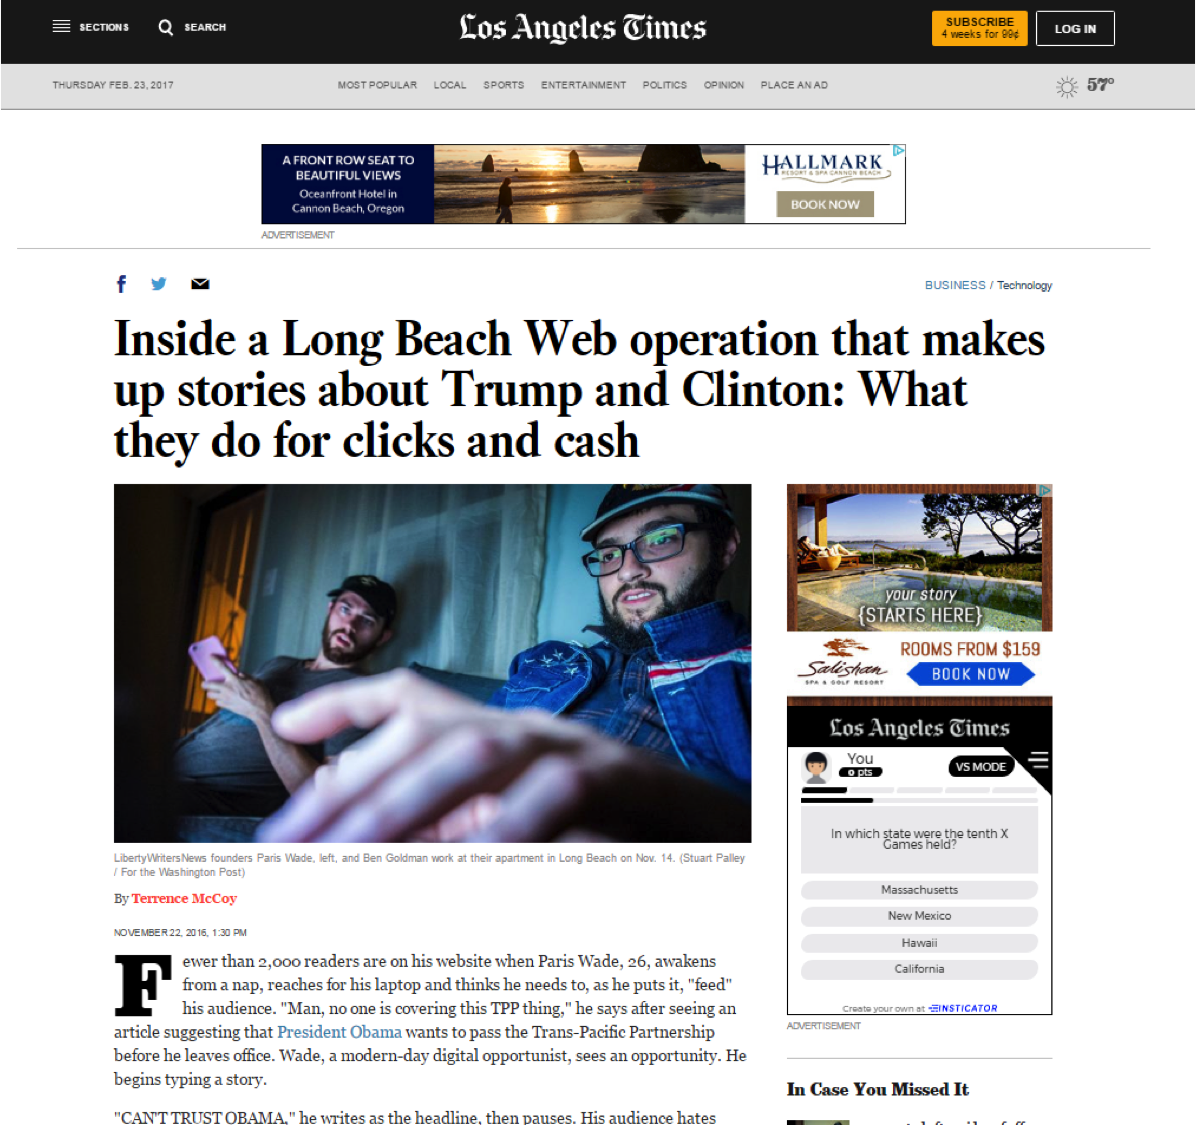 SECTIONS
SEARCH
Los Angeles Times
SUBSCRIBE
4 weeks for 99¢
LOG IN
THURSDAY FEB. 23, 2017
MOST POPULAR
LOCAL
SPORTS
ENTERTAINMENT
POLITICS
OPINION
PLACE AN AD
57°
A FRONT ROW SEAT TO
BEAUTIFUL VIEWS
Oceanfront Hotel in
Cannon Beach, Oregon
HALLMARK
RESORT & SPA CANNON BEACH
BOOK NOW
ADVERTISEMENT
BUSINESS / Technology
Inside a Long Beach Web operation that makes
up stories about Trump and Clinton: What
they do for clicks and cash
LibertyWritersNews founders Paris Wade, left, and Ben Goldman work at their apartment in Long Beach on Nov. 14. (Stuart Palley
/ For the Washington Post)
By Terrence McCoy
NOVEMBER 22, 2016, 1:30 PM
Fewer than 2,000 readers are on his website when Paris Wade, 26, awakens
from a nap, reaches for his laptop and thinks he needs to, as he puts it, "feed"
his audience. "Man, no one is covering this TPP thing," he says after seeing an
article suggesting that President Obama wants to pass the Trans-Pacific Partnership
before he leaves office. Wade, a modern-day digital opportunist, sees an opportunity. He
begins typing a story.
"CAN'T TRUST OBAMA," he writes as the headline, then pauses. His audience hates
your story
{STARTS HERE}
Salishan
SPA & GOLF RESORT
ROOMS FROM $159
BOOK NOW
Los Angeles Times
You
0 pts
VS MODE
In which state were the tenth X
Games held?
Massachusetts
New Mexico
Hawaii
California
Create your own at INSTICATOR
ADVERTISEMENT
In Case You Missed It